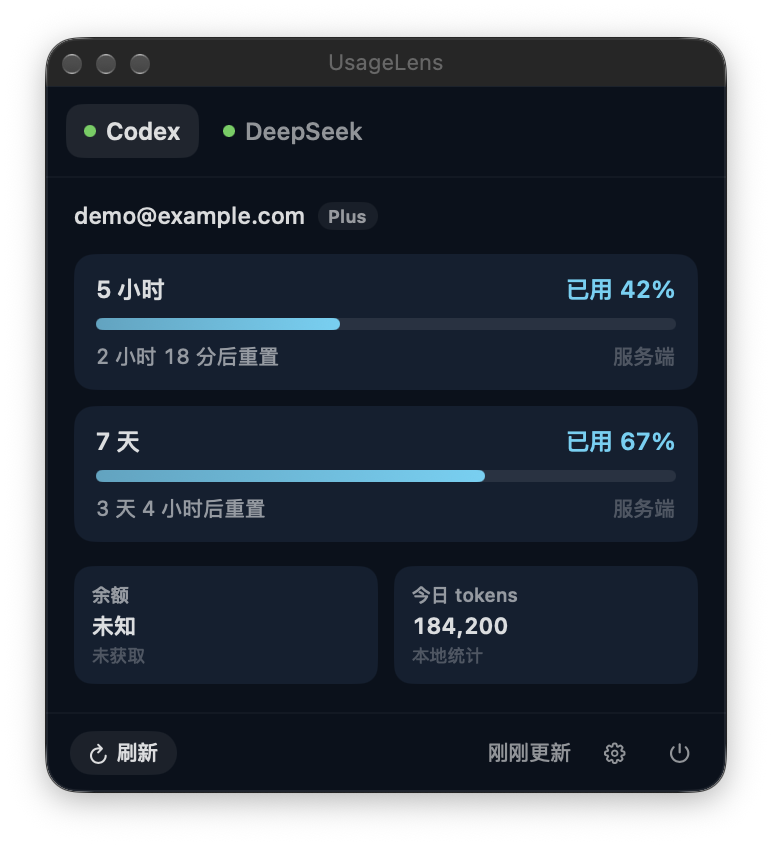 UsageLens
Codex
DeepSeek
demo@example.com Plus
5 小时 已用 42%
2 小时 18 分后重置 服务端
7 天 已用 67%
3 天 4 小时后重置 服务端
余额
未知
未获取
今日 tokens
184,200
本地统计
刷新 刚刚更新